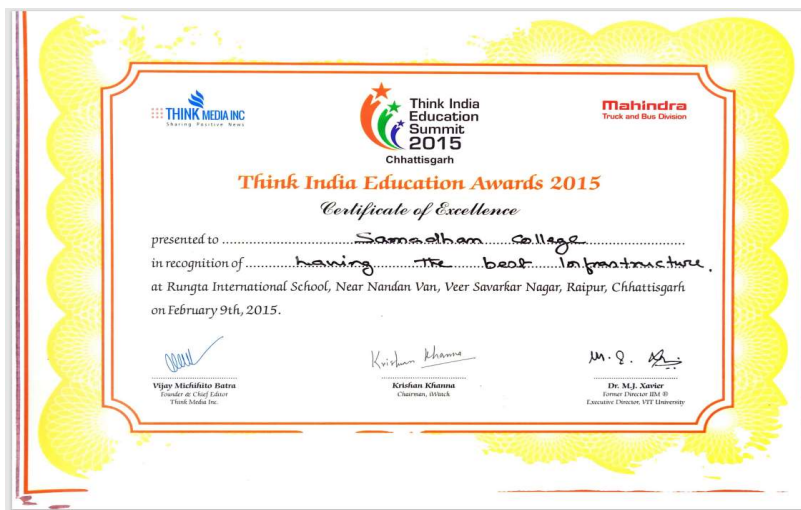 THINK MEDIA INC
Sharing Positive News
Think India
Education
Summit
2015
Chhattisgarh
Mahindra
Truck and Bus Division
Think India Education Awards 2015
Certificate of Excellence
presented to Samadhan College
in recognition of having the best Infrastructure.
at Rungta International School, Near Nandan Van, Veer Savarkar Nagar, Raipur, Chhattisgarh
on February 9th, 2015.
Krishan Khanna
Vijay Michihito Batra
Founder & Chief Editor
Think Media Inc.
Krishan Khanna
Chairman, iWatch
Dr. M.J. Xavier
Former Director IIM ®
Executive Director, VIT University